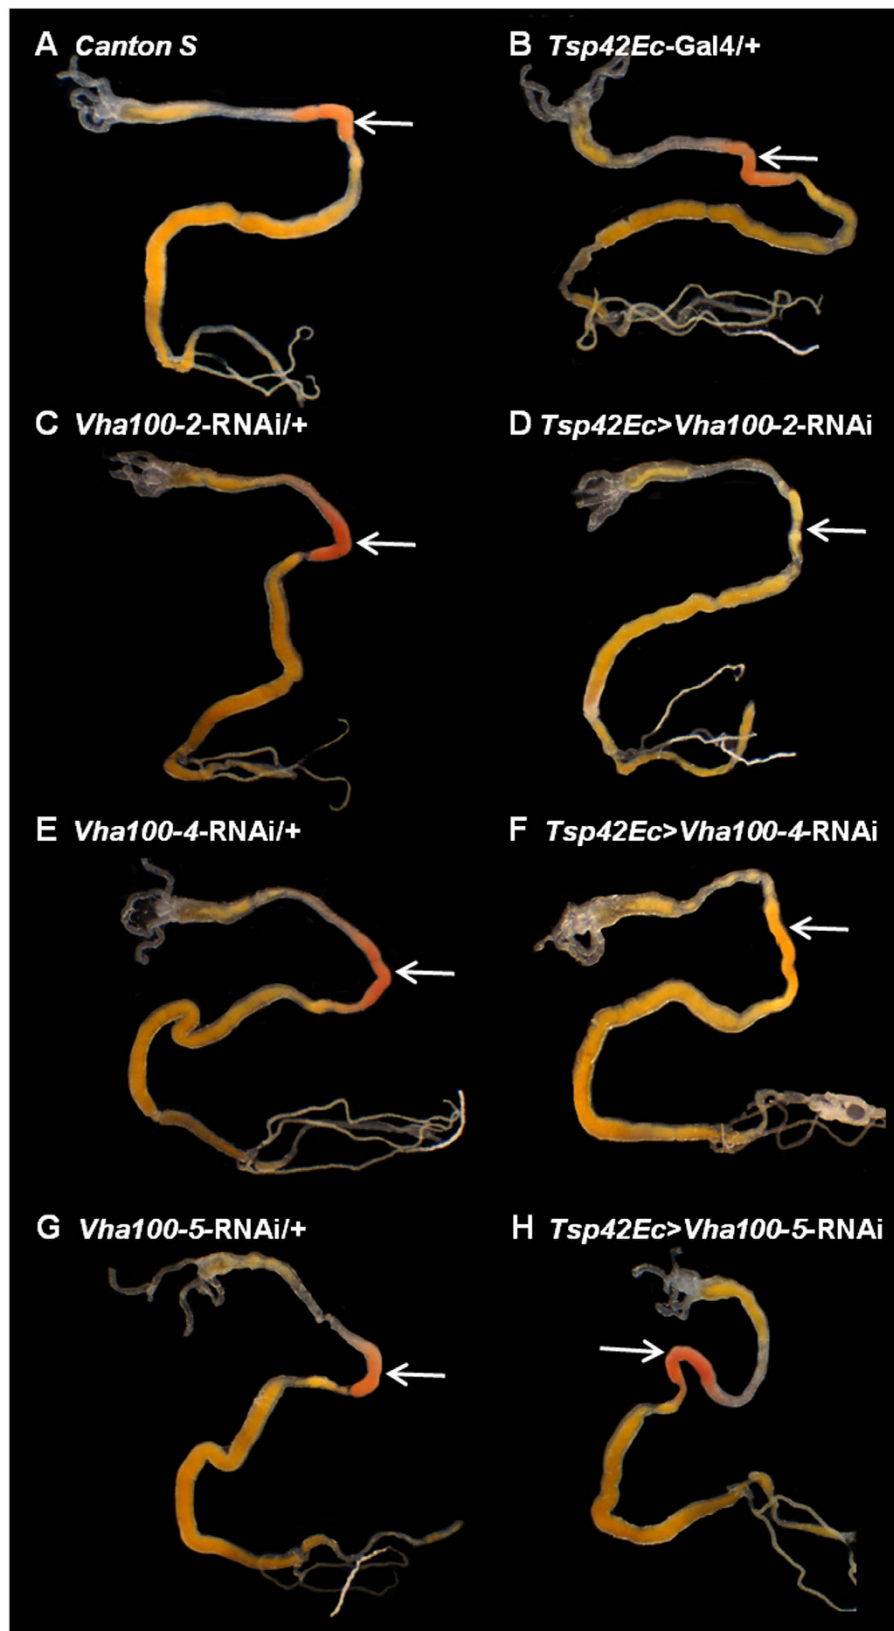 A Canton S
B Tsp42Ec-Gal4/+
C Vha100-2-RNAi/+
D Tsp42Ec>Vha100-2-RNAi
E Vha100-4-RNAi/+
F Tsp42Ec>Vha100-4-RNAi
G Vha100-5-RNAi/+
H Tsp42Ec>Vha100-5-RNAi